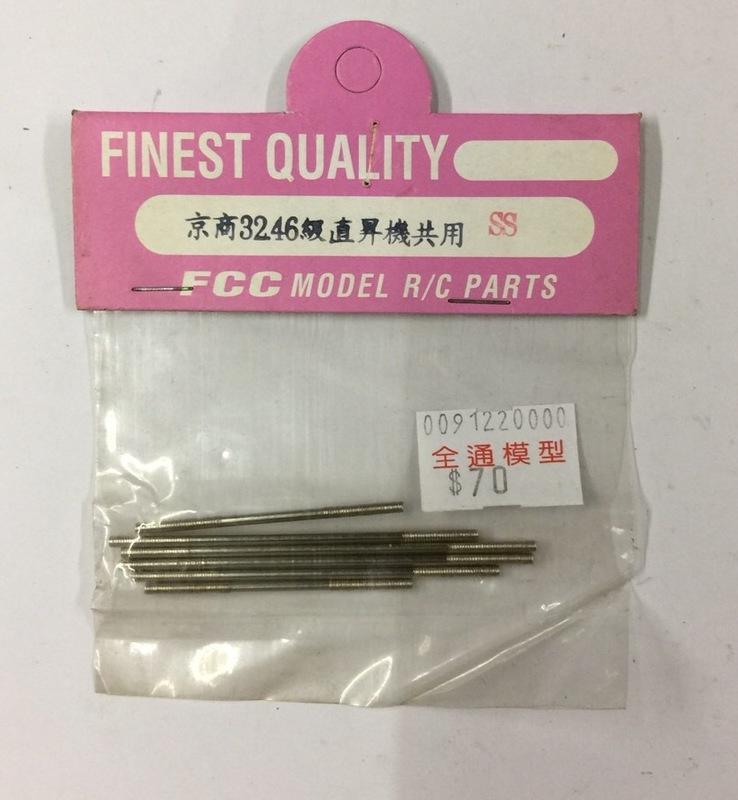 FINEST QUALITY
京商3246級直昇機共用 SS
FCC MODEL R/C PARTS
0091220000
全通模型
$70